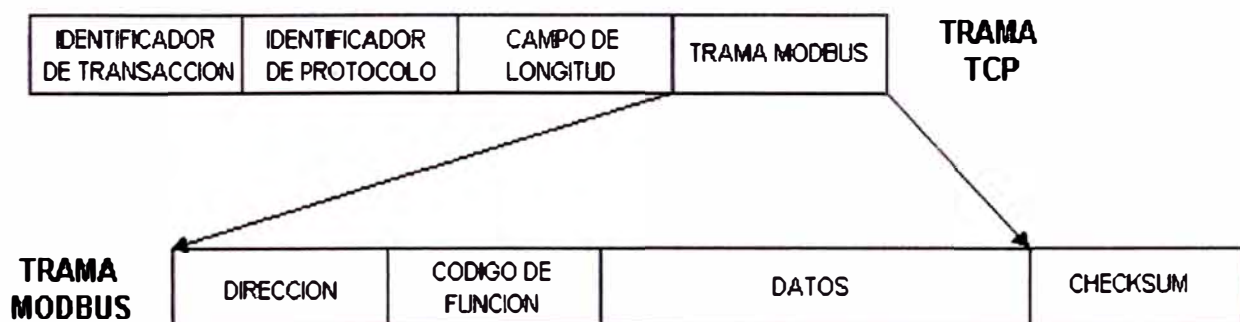 IDENTIFICADOR
DE TRANSACCION
IDENTIFICADOR
DE PROTOCOLO
CAMPO DE
LONGITUD
TRAMA MODBUS
TRAMA
TCP
TRAMA
MODBUS
DIRECCION
CODIGO DE
FUNCION
DATOS
CHECKSUM